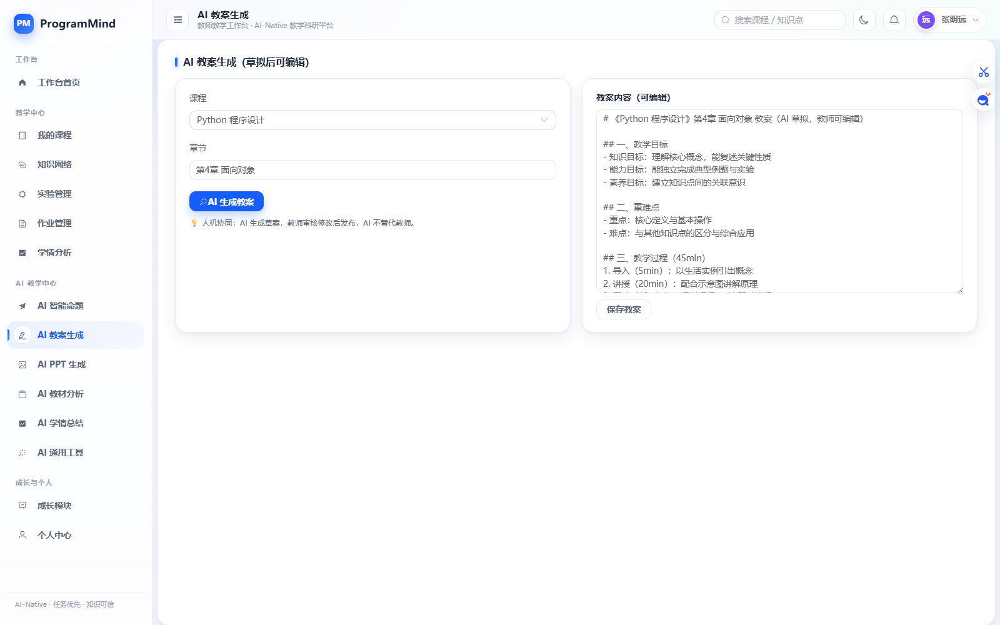 PM ProgramMind
工作台
工作台首页
教学中心
我的课程
知识网络
实验管理
作业管理
学情分析
AI 教学中心
AI 智能命题
AI 教案生成
AI PPT 生成
AI 教材分析
AI 学情总结
AI 通用工具
成长与个人
成长模块
个人中心
AI-Native · 任务优先 · 知识可信
AI 教案生成
教师教学工作台 · AI-Native 教学科研平台
搜索课程 / 知识点
远 张明远
AI 教案生成（草拟后可编辑）
课程
Python 程序设计
章节
第4章 面向对象
AI 生成教案
💡 人机协同：AI 生成草案，教师审核修改后发布，AI 不替代教师。
教案内容（可编辑）
# 《Python 程序设计》第4章 面向对象 教案（AI 草拟，教师可编辑）
## 一、教学目标
- 知识目标：理解核心概念，能复述关键性质
- 能力目标：能独立完成典型例题与实验
- 素养目标：建立知识点间的关联意识
## 二、重难点
- 重点：核心定义与基本操作
- 难点：与其他知识点的区分与综合应用
## 三、教学过程（45min）
1. 导入（5min）：以生活实例引出概念
2. 讲授（20min）：配合示意图讲解原理
保存教案